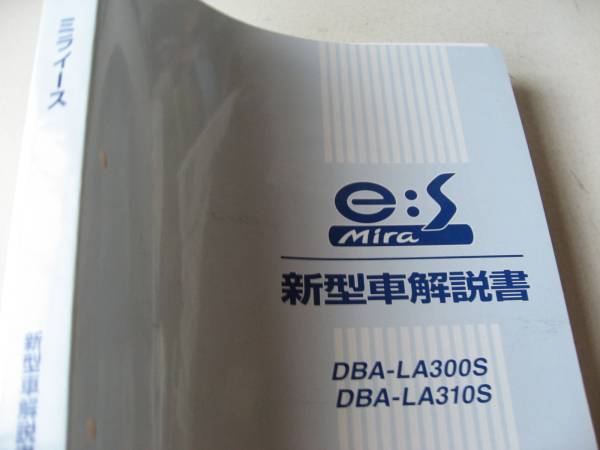 ミライース
新型車解説書
e:S
Mira
新型車解説書
DBA-LA300S
DBA-LA310S